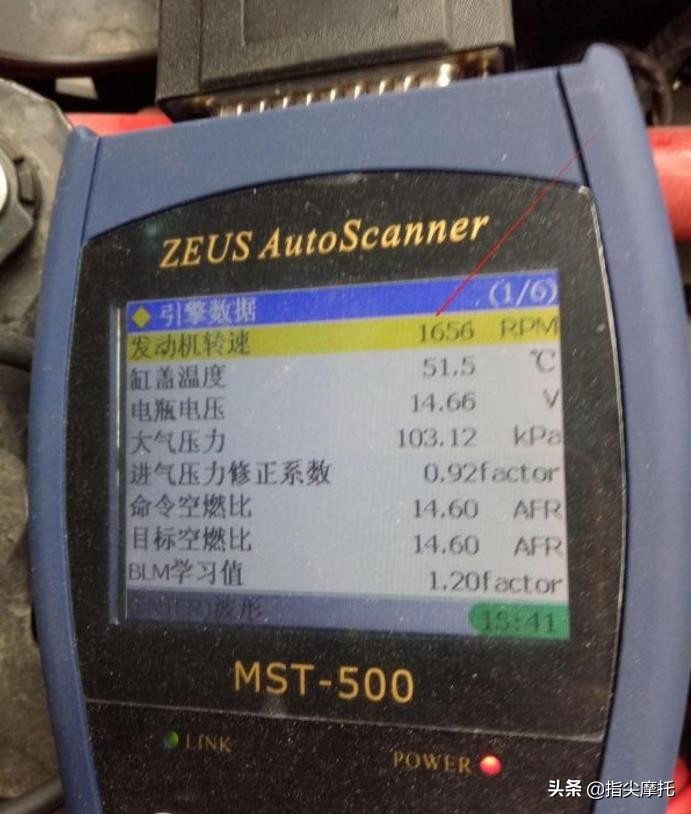 ZEUS AutoScanner
引擎数据 (1/6)
发动机转速 1656 RPM
缸盖温度 51.5 ℃
电瓶电压 14.66 V
大气压力 103.12 kPa
进气压力修正系数 0.92factor
命令空燃比 14.60 AFR
目标空燃比 14.60 AFR
BLM学习值 1.20factor
波形 15:41
MST-500
LINK
POWER
头条 @指尖摩托